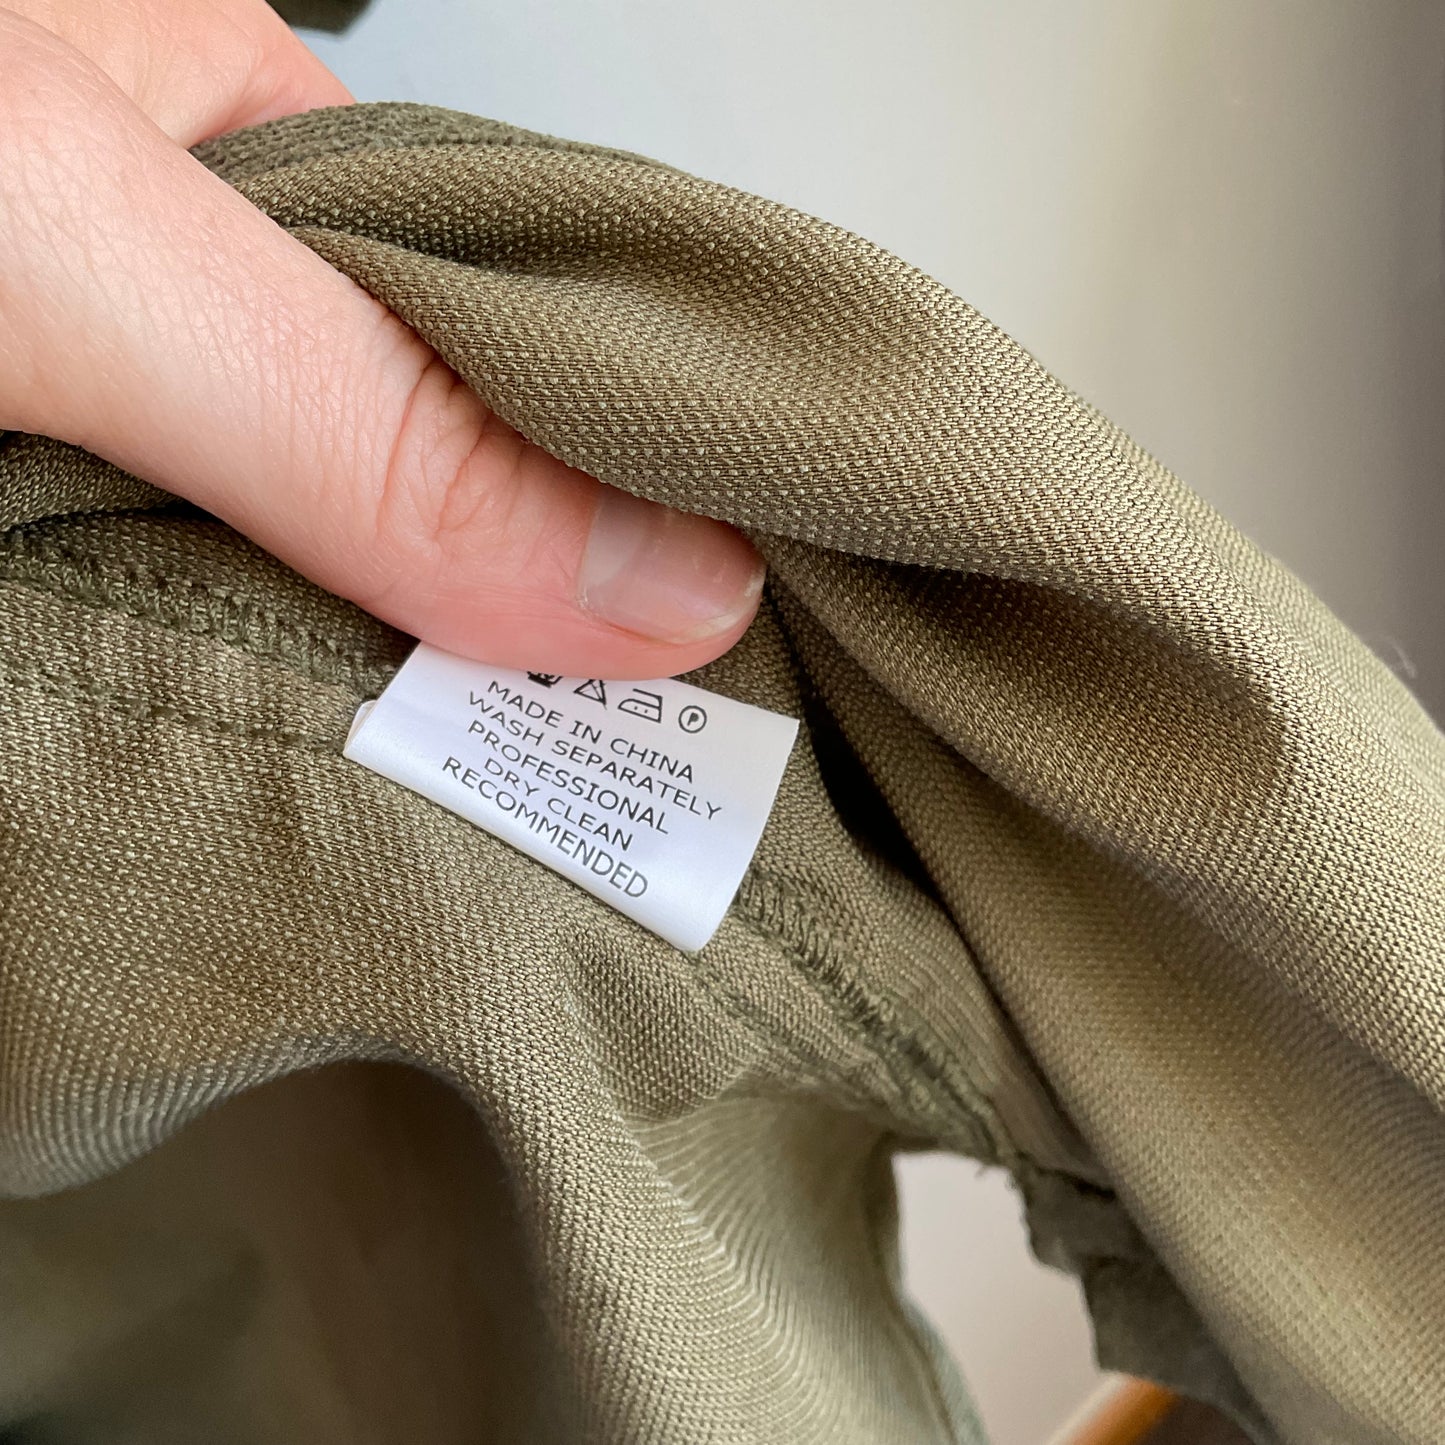 P
MADE IN CHINA
WASH SEPARATELY
PROFESSIONAL
DRY CLEAN
RECOMMENDED